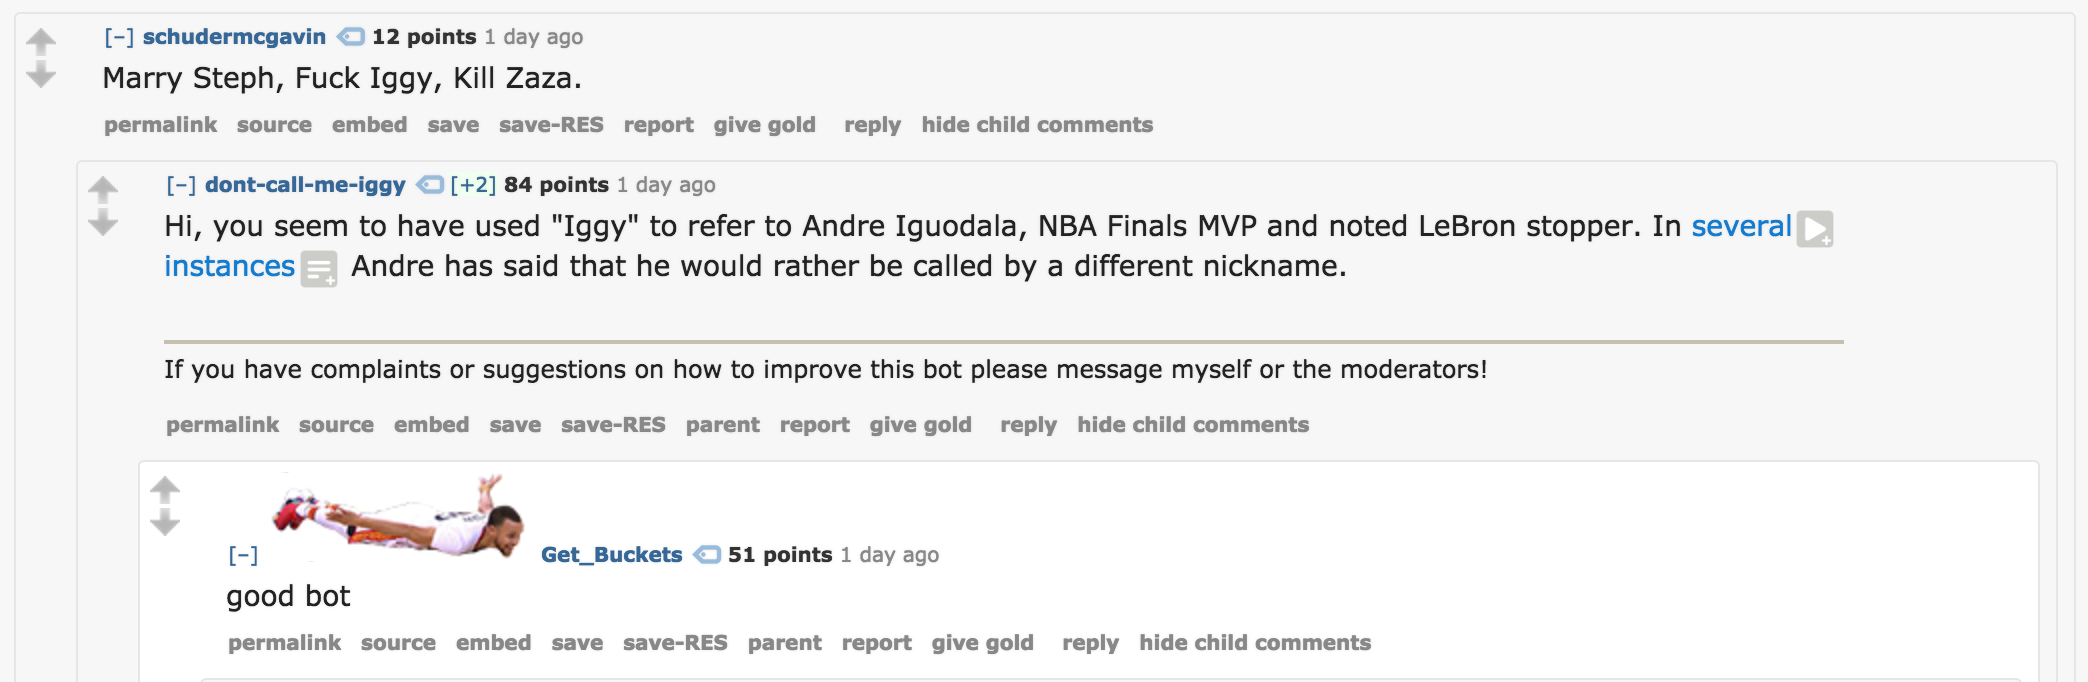 [–] schudermcgavin 12 points 1 day ago
Marry Steph, Fuck Iggy, Kill Zaza.
permalink source embed save save-RES report give gold reply hide child comments
[–] dont-call-me-iggy [+2] 84 points 1 day ago
Hi, you seem to have used "Iggy" to refer to Andre Iguodala, NBA Finals MVP and noted LeBron stopper. In several
instances Andre has said that he would rather be called by a different nickname.
If you have complaints or suggestions on how to improve this bot please message myself or the moderators!
permalink source embed save save-RES parent report give gold reply hide child comments
[–] Get_Buckets 51 points 1 day ago
good bot
permalink source embed save save-RES parent report give gold reply hide child comments